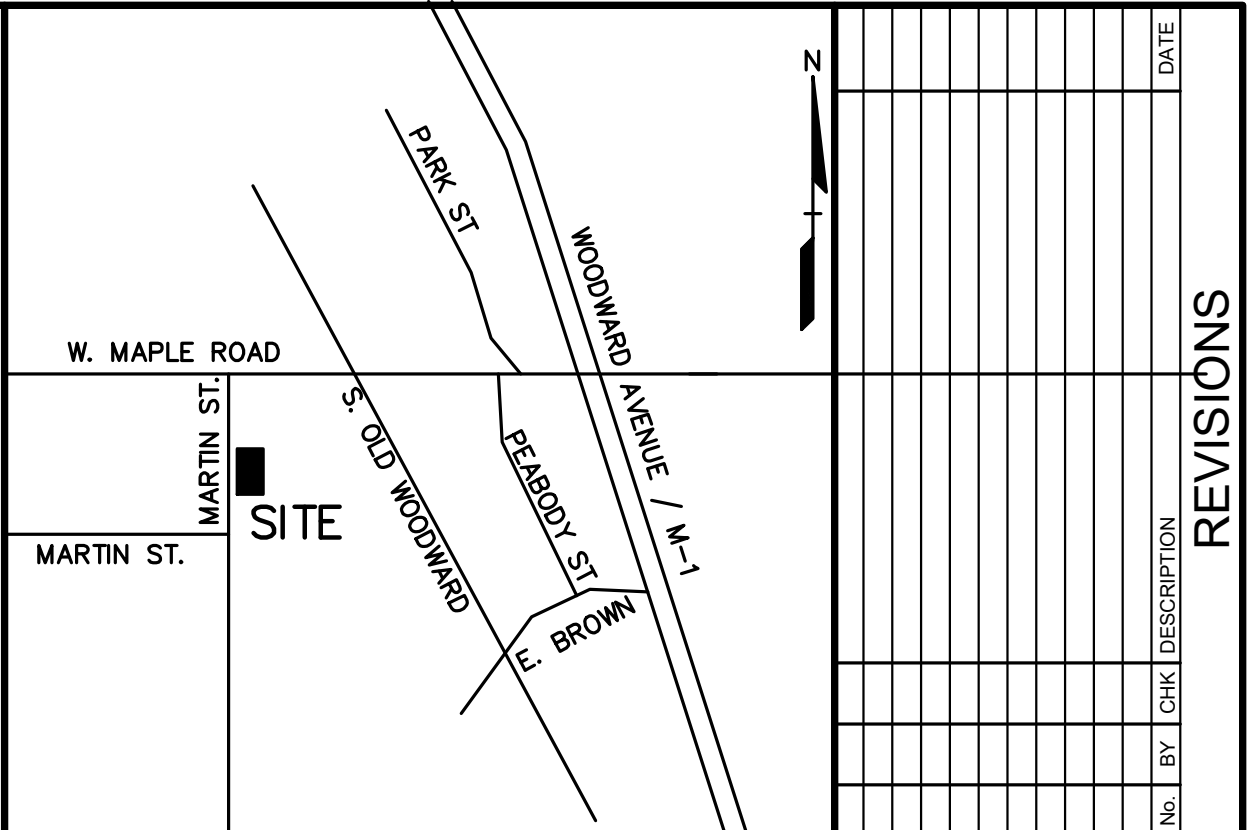 N
PARK ST
WOODWARD AVENUE / M-1
W. MAPLE ROAD
MARTIN ST.
S. OLD WOODWARD
PEABODY ST
SITE
MARTIN ST.
E. BROWN
REVISIONS
No. BY CHK DESCRIPTION DATE